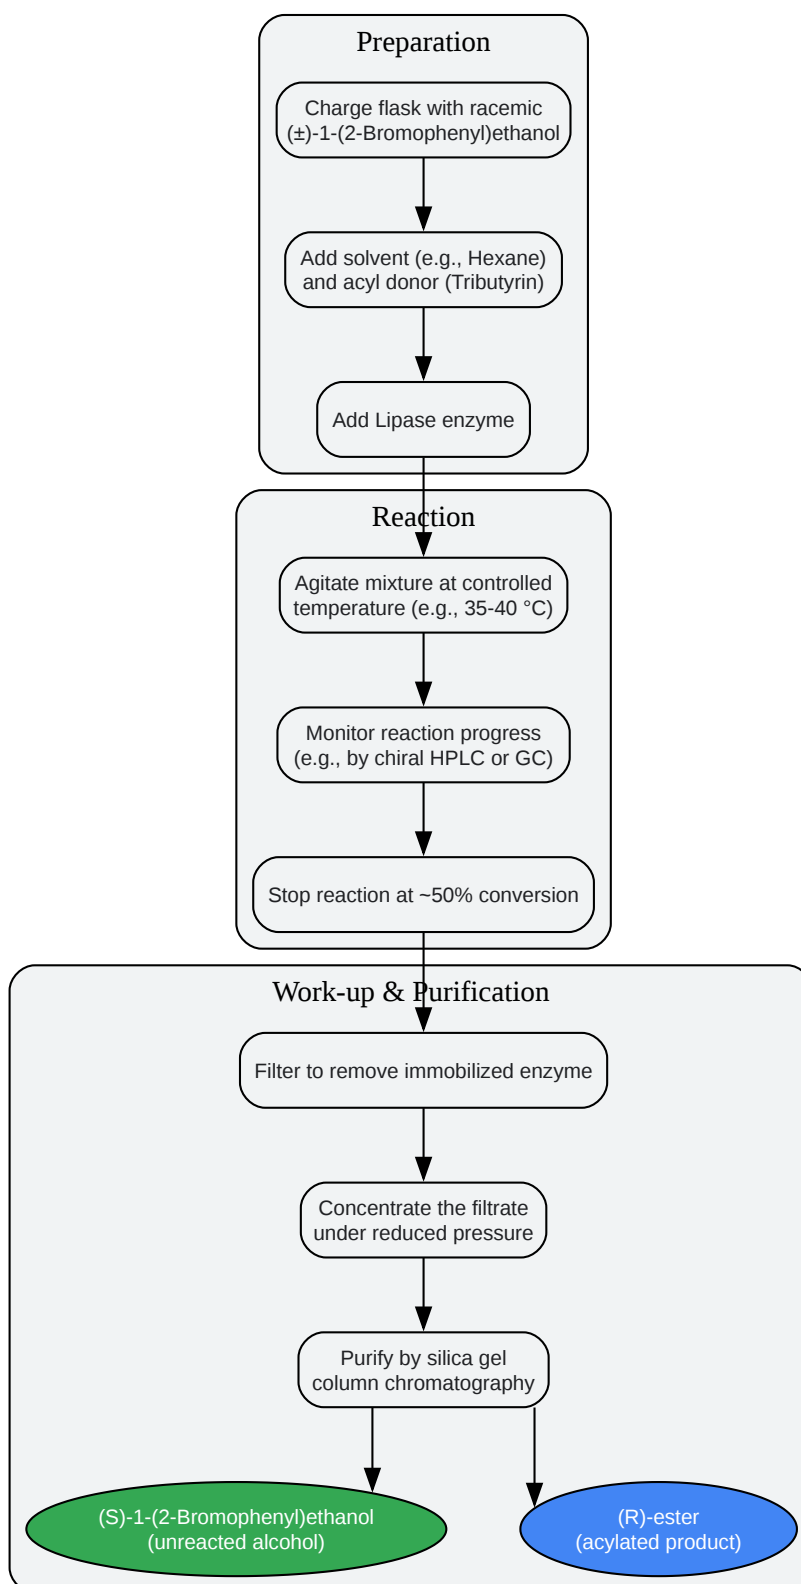 Preparation
Charge flask with racemic
(±)-1-(2-Bromophenyl)ethanol
Add solvent (e.g., Hexane)
and acyl donor (Tributyrin)
Add Lipase enzyme
Reaction
Agitate mixture at controlled
temperature (e.g., 35-40 °C)
Monitor reaction progress
(e.g., by chiral HPLC or GC)
Stop reaction at ~50% conversion
Work-up & Purification
Filter to remove immobilized enzyme
Concentrate the filtrate
under reduced pressure
Purify by silica gel
column chromatography
(S)-1-(2-Bromophenyl)ethanol
(unreacted alcohol)
(R)-ester
(acylated product)